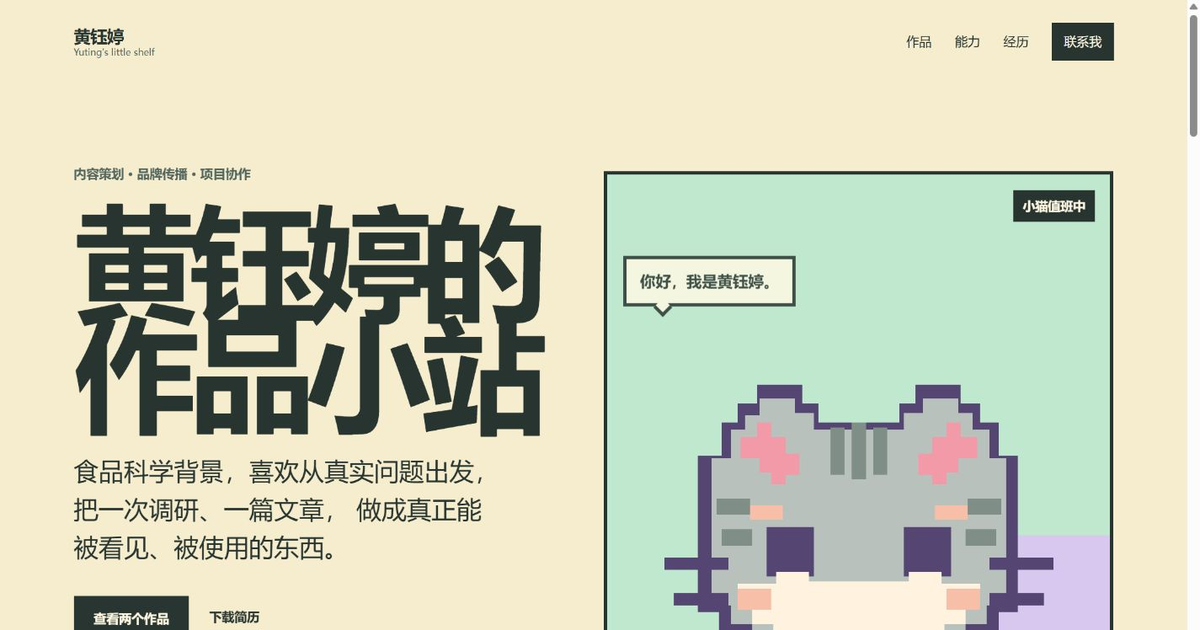 黄钰婷
Yuting's little shelf
作品 能力 经历 联系我
内容策划·品牌传播·项目协作
黄钰婷的
作品小站
食品科学背景，喜欢从真实问题出发，
把一次调研、一篇文章， 做成真正能
被看见、被使用的东西。
查看两个作品 下载简历
小猫值班中
你好，我是黄钰婷。